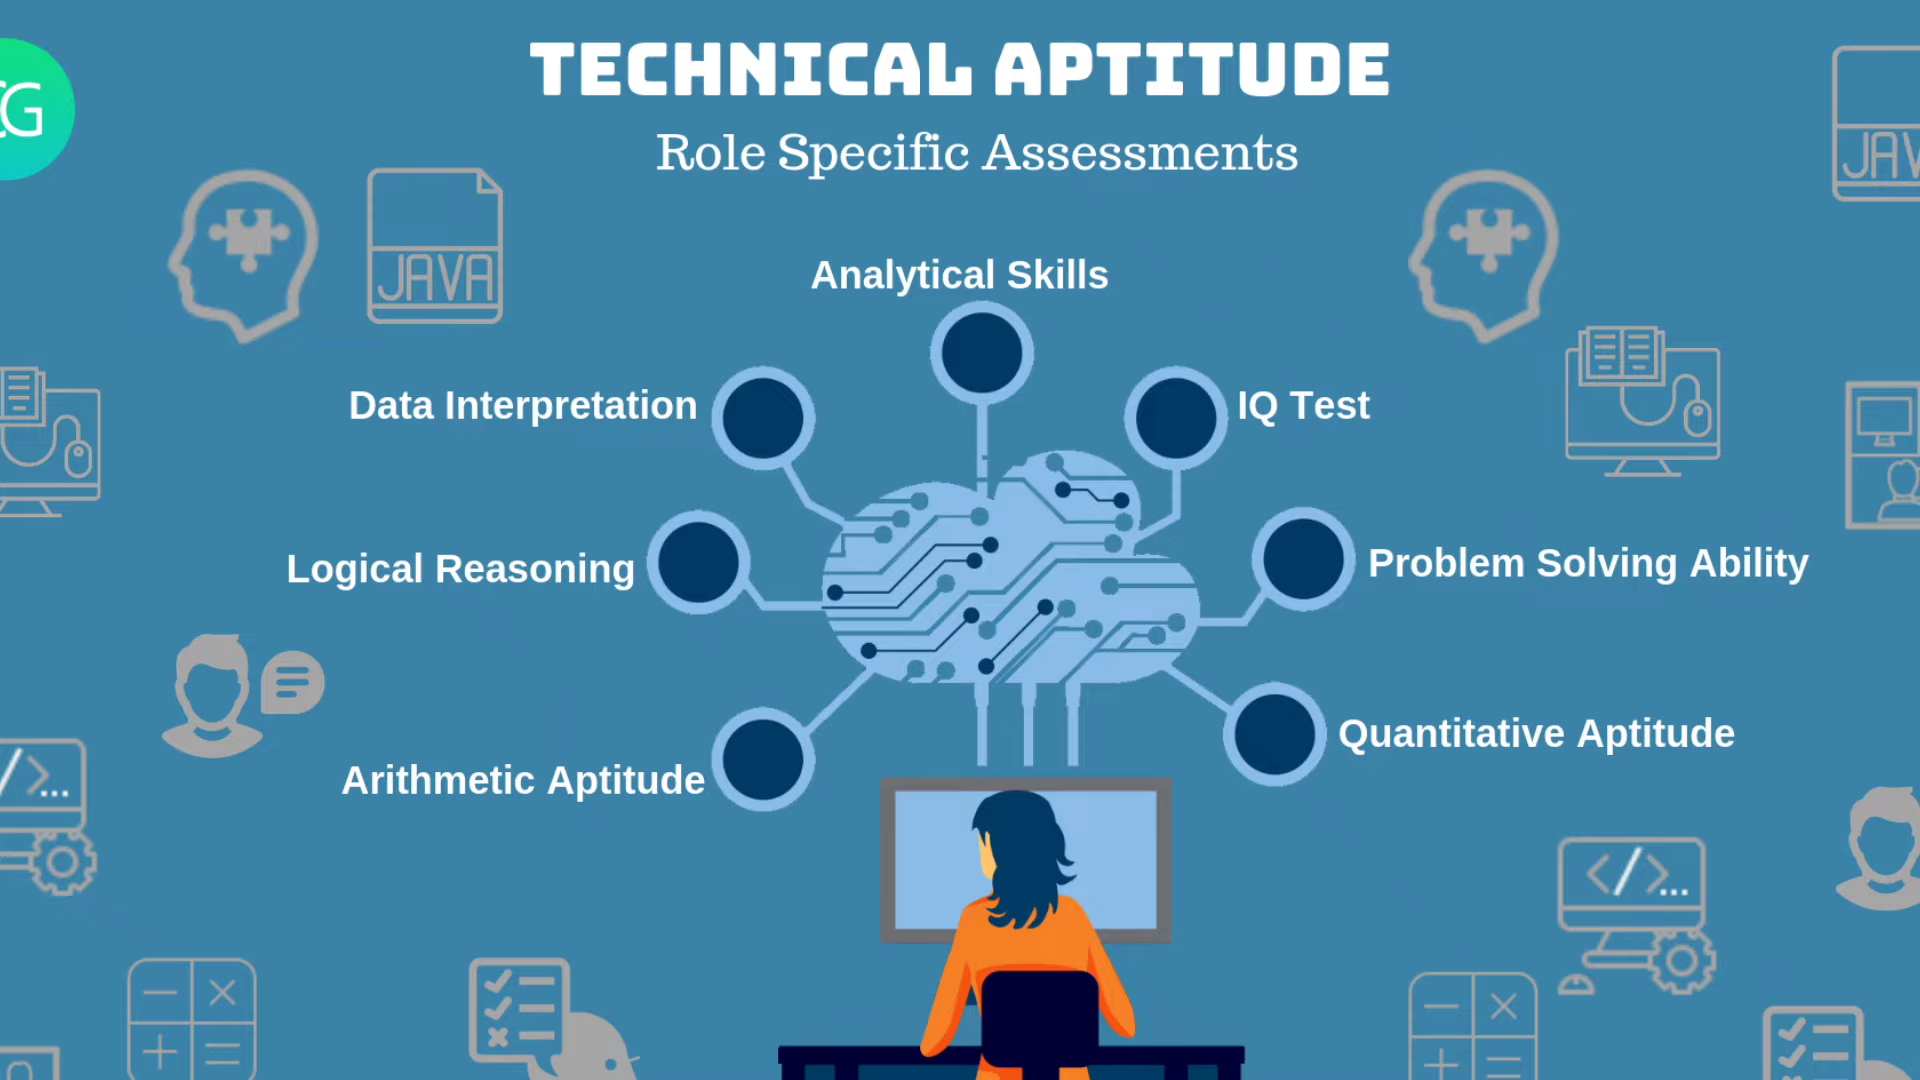 TECHNICAL APTITUDE
Role Specific Assessments
G
JAVA
Analytical Skills
Data Interpretation
IQ Test
Logical Reasoning
Problem Solving Ability
Arithmetic Aptitude
Quantitative Aptitude